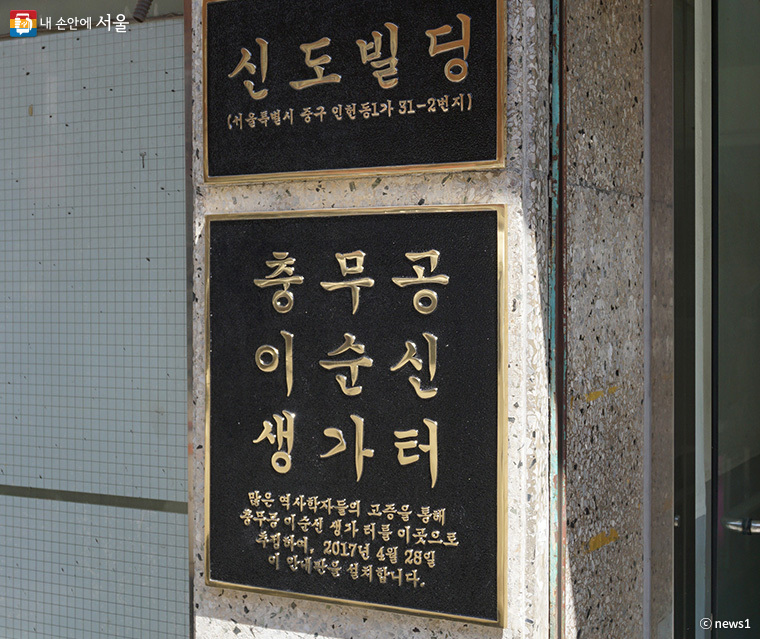 내 손안에 서울
신도빌딩
(서울특별시 중구 인현동1가 31-2번지)
충무공
이순신
생가터
많은 역사학자들의 고증을 통해
충무공 이순신 생가 터를 이곳으로
추정하여, 2017년 4월 28일
이 안내판을 설치합니다.
ⓒ news1